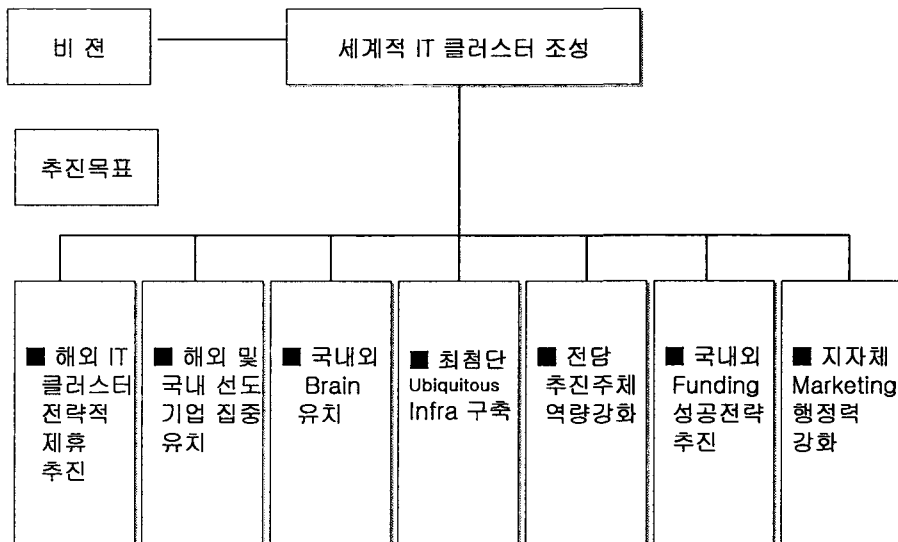 비 젼
세계적 IT 클러스터 조성
추진목표
■ 해외 IT
클러스터
전략적
제휴
추진
■ 해외 및
국내 선도
기업 집중
유치
■ 국내외
Brain
유치
■ 최첨단
Ubiquitous
Infra 구축
■ 전담
추진주체
역량강화
■ 국내외
Funding
성공전략
추진
■ 지자체
Marketing
행정력
강화